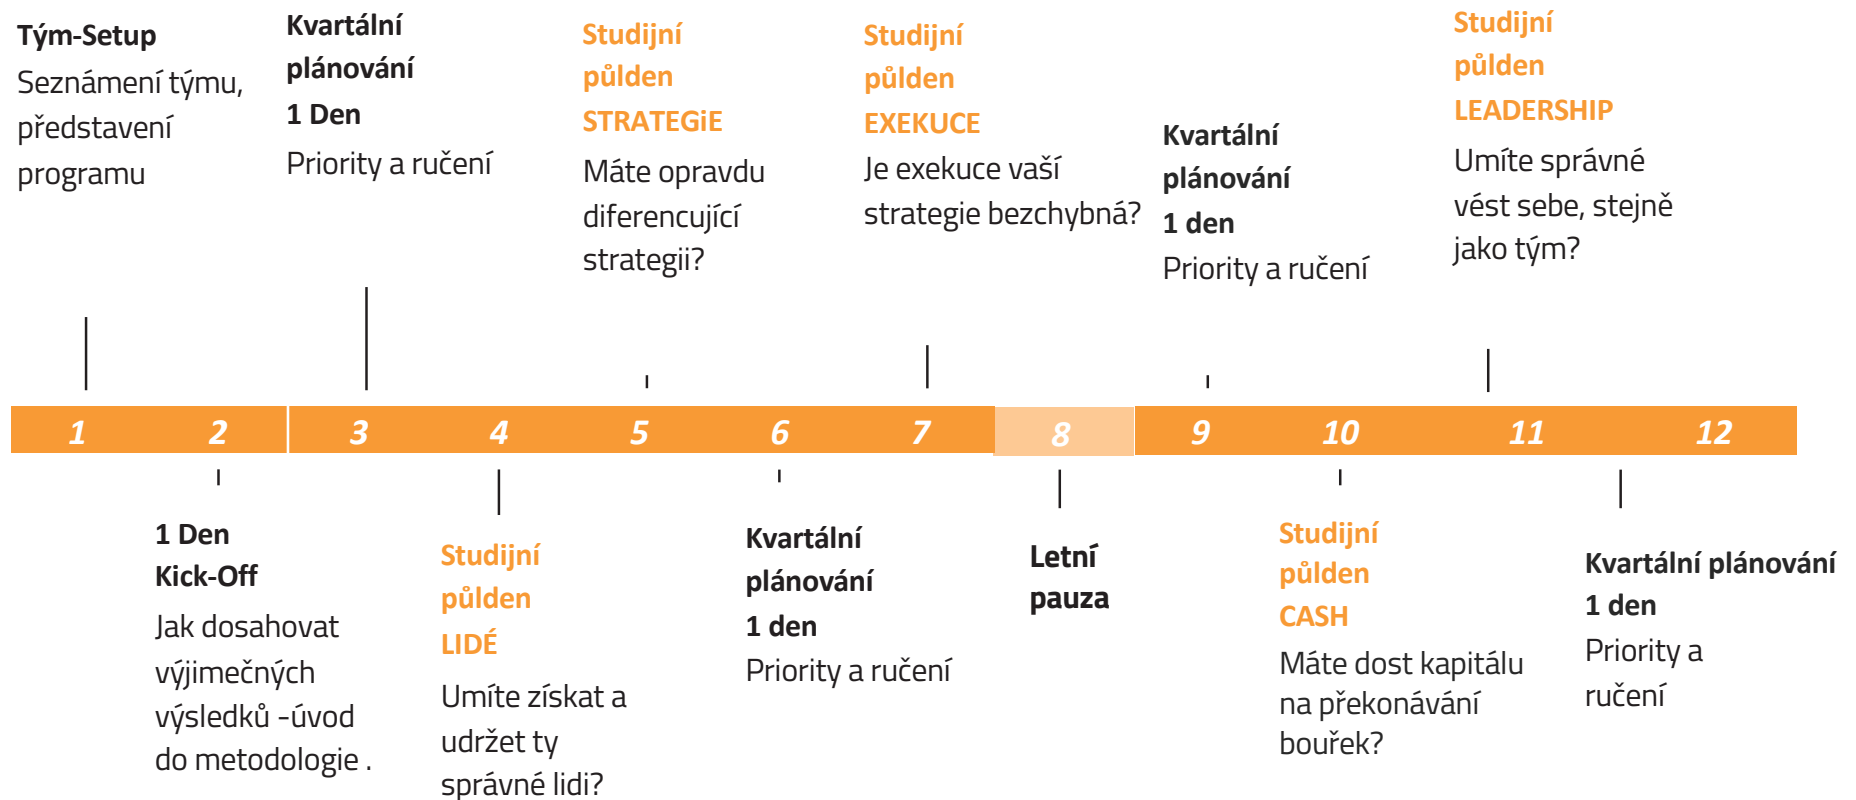 Tým-Setup
Seznámení týmu,
představení
programu
Kvartální
plánování
1 Den
Priority a ručení
Studijní
půlden
STRATEGiE
Máte opravdu
diferencující
strategii?
Studijní
půlden
EXEKUCE
Je exekuce vaší
strategie bezchybná?
Kvartální
plánování
1 den
Priority a ručení
Studijní
půlden
LEADERSHIP
Umíte správné
vést sebe, stejně
jako tým?
1 2 3 4 5 6 7 8 9 10 11 12
1 Den
Kick-Off
Jak dosahovat
výjimečných
výsledků -úvod
do metodologie .
Studijní
půlden
LIDÉ
Umíte získat a
udržet ty
správné lidi?
Kvartální
plánování
1 den
Priority a ručení
Letní
pauza
Studijní
půlden
CASH
Máte dost kapitálu
na překonávání
bouřek?
Kvartální plánování
1 den
Priority a
ručení